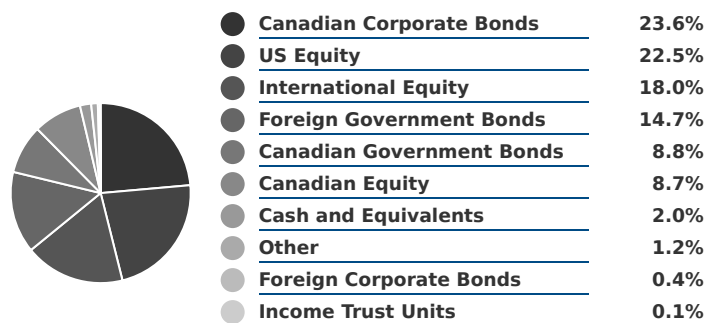 Canadian Corporate Bonds 23.6%
US Equity 22.5%
International Equity 18.0%
Foreign Government Bonds 14.7%
Canadian Government Bonds 8.8%
Canadian Equity 8.7%
Cash and Equivalents 2.0%
Other 1.2%
Foreign Corporate Bonds 0.4%
Income Trust Units 0.1%